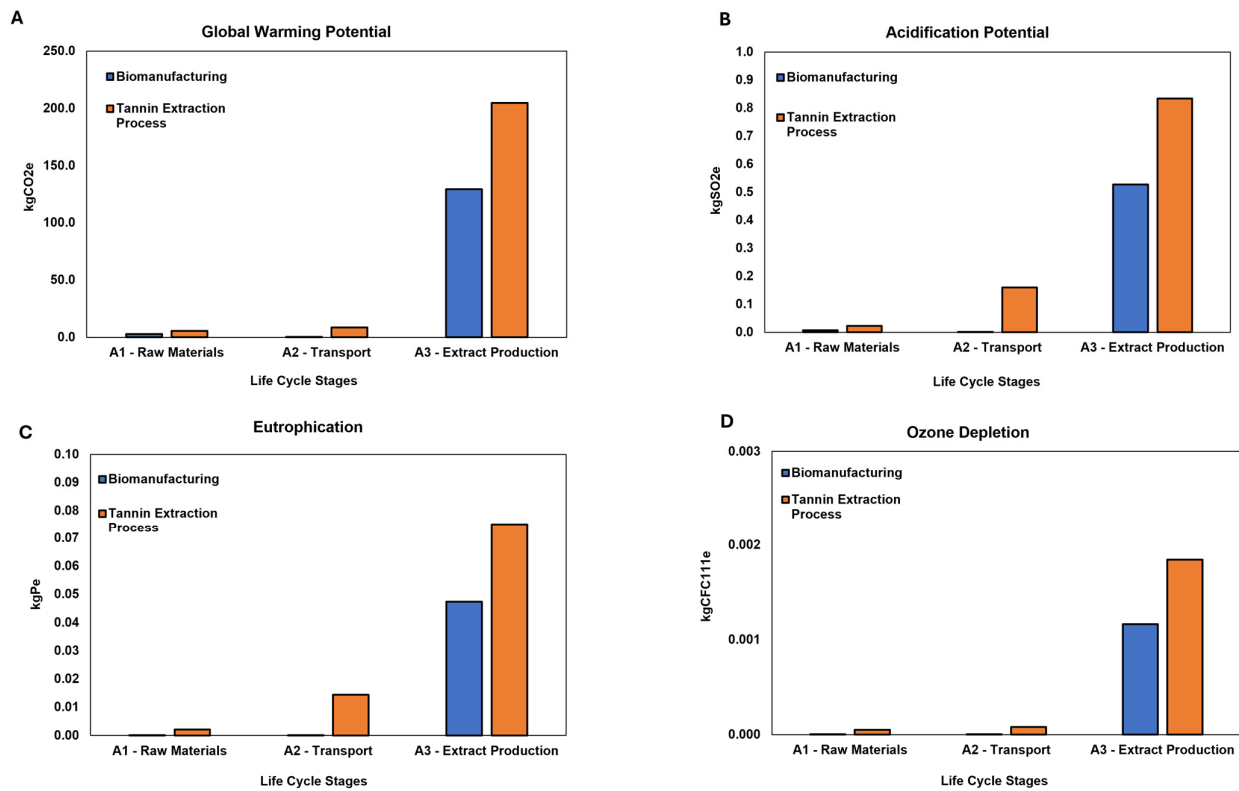 A
Global Warming Potential
250.0
200.0
150.0
100.0
50.0
0.0
kgCO2e
Biomanufacturing
Tannin Extraction
Process
A1 - Raw Materials
A2 - Transport
A3 - Extract Production
Life Cycle Stages
B
Acidification Potential
1.0
0.9
0.8
0.7
0.6
0.5
0.4
0.3
0.2
0.1
0.0
kgSO2e
Biomanufacturing
Tannin Extraction
Process
A1 - Raw Materials
A2 - Transport
A3 - Extract Production
Life Cycle Stages
C
Eutrophication
0.10
0.09
0.08
0.07
0.06
0.05
0.04
0.03
0.02
0.01
0.00
kgPe
Biomanufacturing
Tannin Extraction
Process
A1 - Raw Materials
A2 - Transport
A3 - Extract Production
Life Cycle Stages
D
Ozone Depletion
0.003
0.002
0.001
0.000
kgCFC111e
Biomanufacturing
Tannin Extraction
Process
A1 - Raw Materials
A2 - Transport
A3 - Extract Production
Life Cycle Stages